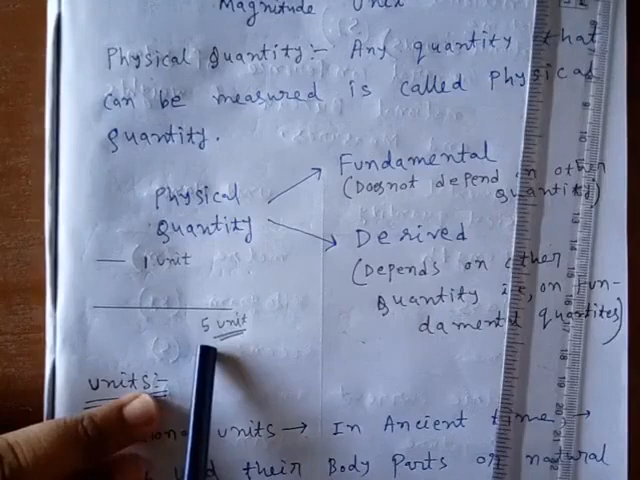 Magnitude Unit
Physical Quantity:- Any quantity that
can be measured is called physical
quantity.
Physical
Quantity
Fundamental
(Does not depend on other
quantity)
Derived
(Depends on other
quantity ie, on fun-
damental quantites)
1 unit
5 unit
Units:-
units → In Ancient time, →
their Body Parts or natural